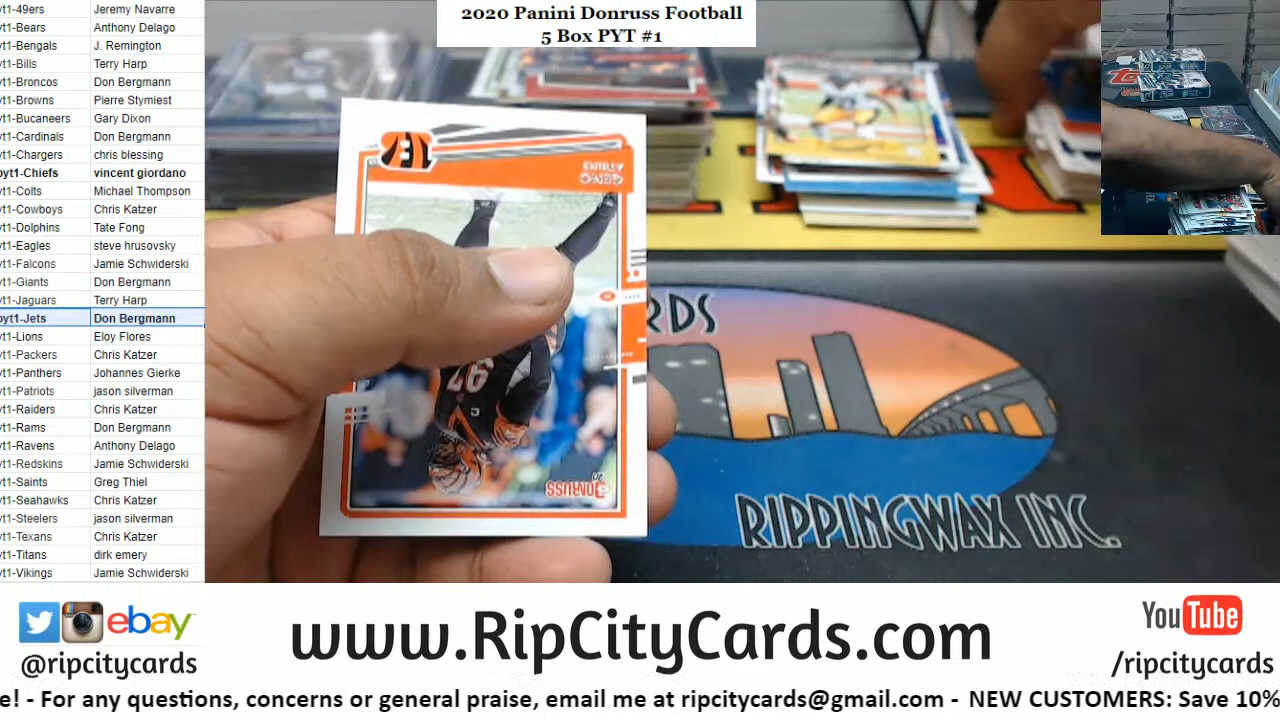 2020 Panini Donruss Football
5 Box PYT #1
yt1-49ers Jeremy Navarre
yt1-Bears Anthony Delago
yt1-Bengals J. Remington
yt1-Bills Terry Harp
yt1-Broncos Don Bergmann
yt1-Browns Pierre Stymiest
yt1-Bucaneers Gary Dixon
yt1-Cardinals Don Bergmann
yt1-Chargers chris blessing
pyt1-Chiefs vincent giordano
yt1-Colts Michael Thompson
yt1-Cowboys Chris Katzer
yt1-Dolphins Tate Fong
yt1-Eagles steve hrusovsky
yt1-Falcons Jamie Schwiderski
yt1-Giants Don Bergmann
yt1-Jaguars Terry Harp
pyt1-Jets Don Bergmann
yt1-Lions Eloy Flores
yt1-Packers Chris Katzer
yt1-Panthers Johannes Gierke
yt1-Patriots jason silverman
yt1-Raiders Chris Katzer
yt1-Rams Don Bergmann
yt1-Ravens Anthony Delago
yt1-Redskins Jamie Schwiderski
yt1-Saints Greg Thiel
yt1-Seahawks Chris Katzer
yt1-Steelers jason silverman
yt1-Texans Chris Katzer
yt1-Titans dirk emery
yt1-Vikings Jamie Schwiderski
GENO
ATKINS
97
C
DONRUSS
RDS
RIPPINGWAX INC.
ebay
@ripcitycards
www.RipCityCards.com
YouTube
/ripcitycards
e! - For any questions, concerns or general praise, email me at ripcitycards@gmail.com - NEW CUSTOMERS: Save 10%